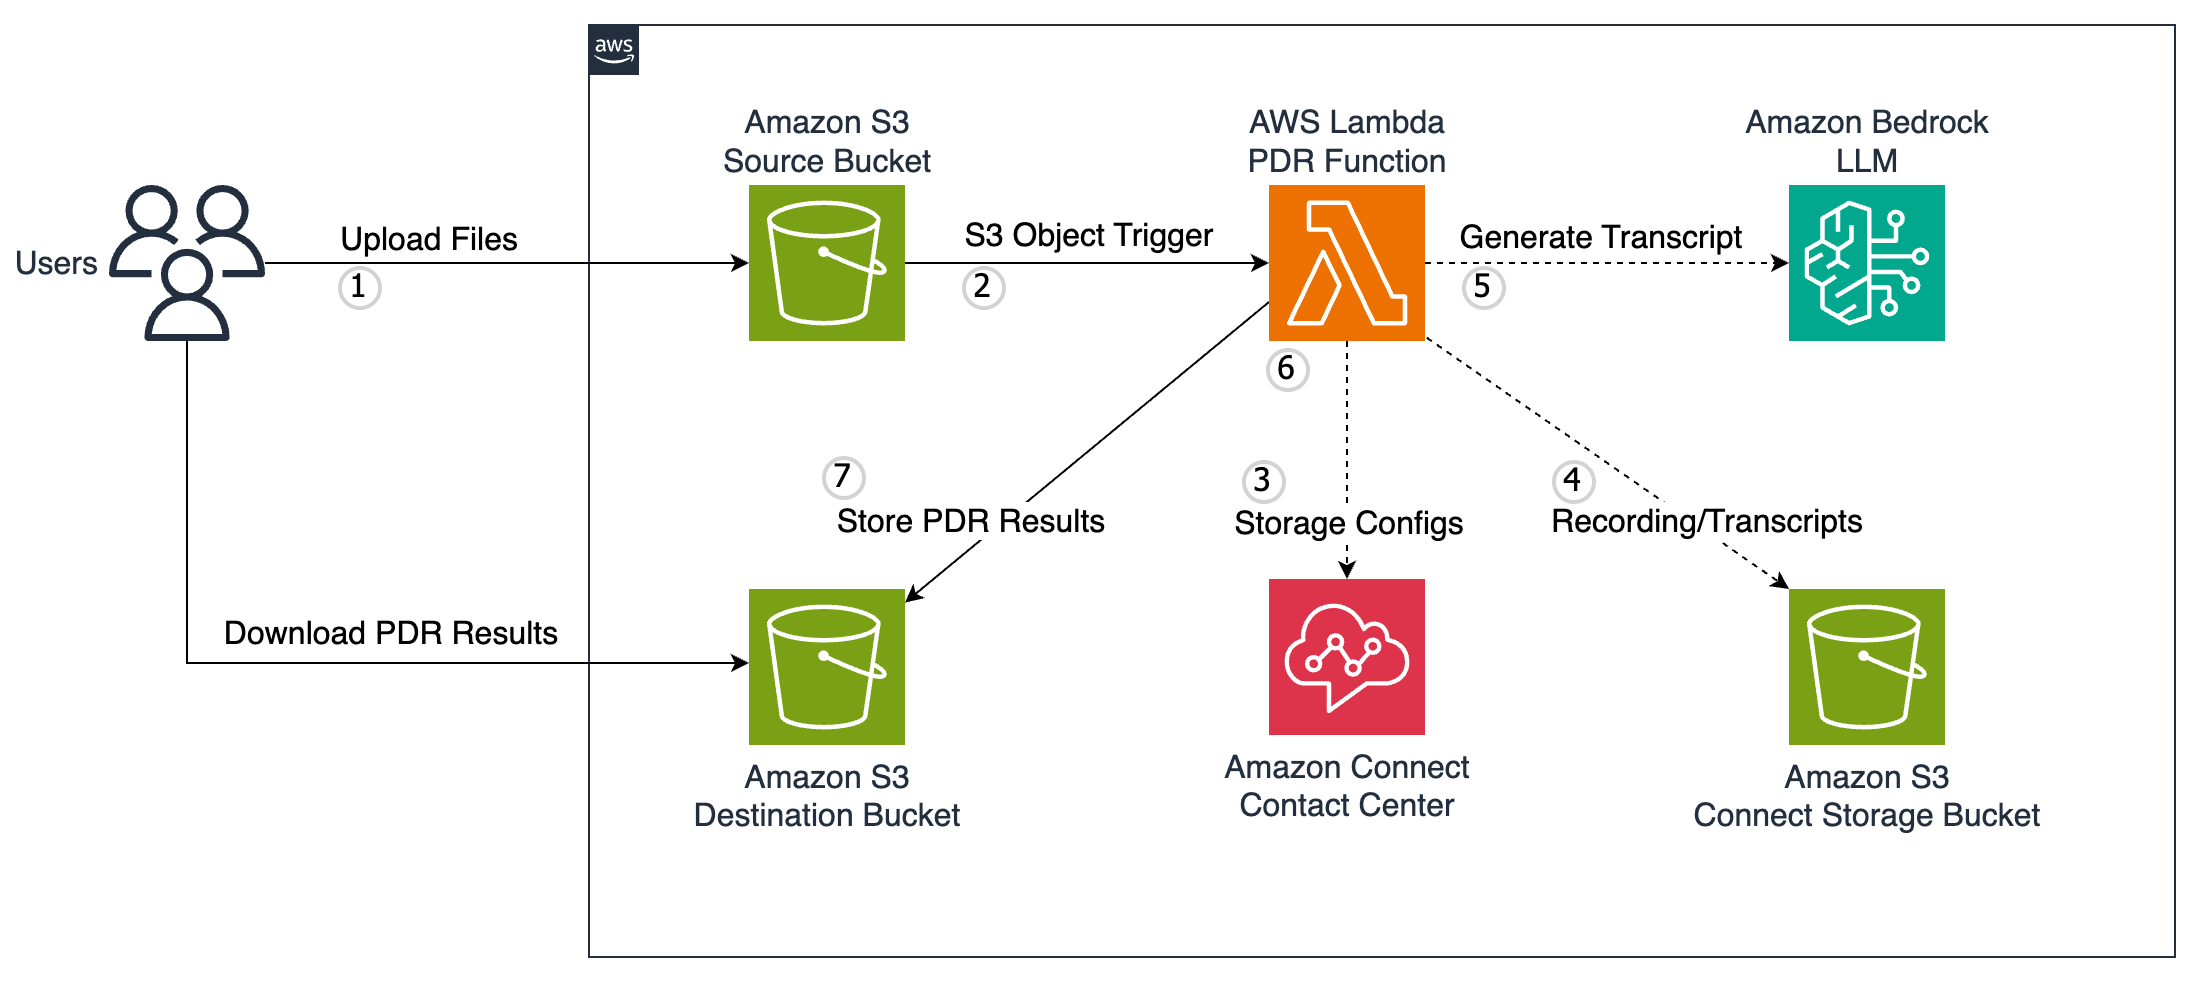 aws
Amazon S3
Source Bucket
AWS Lambda
PDR Function
Amazon Bedrock
LLM
Users
Upload Files
1
S3 Object Trigger
2
Generate Transcript
5
6
7
Store PDR Results
3
Storage Configs
4
Recording/Transcripts
Download PDR Results
Amazon S3
Destination Bucket
Amazon Connect
Contact Center
Amazon S3
Connect Storage Bucket